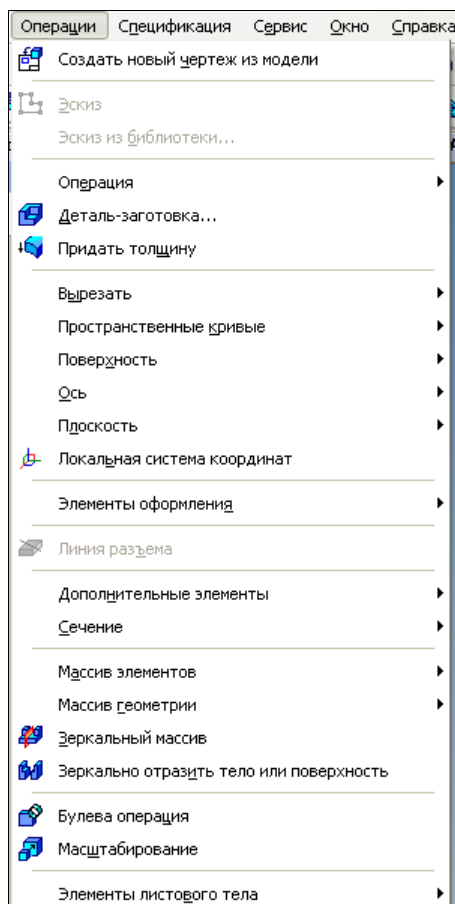 Операции Спецификация Сервис Окно Справка
Создать новый чертеж из модели
Эскиз
Эскиз из библиотеки...
Операция
Деталь-заготовка...
Придать толщину
Вырезать
Пространственные кривые
Поверхность
Ось
Плоскость
Локальная система координат
Элементы оформления
Линия разъема
Дополнительные элементы
Сечение
Массив элементов
Массив геометрии
Зеркальный массив
Зеркально отразить тело или поверхность
Булева операция
Масштабирование
Элементы листового тела